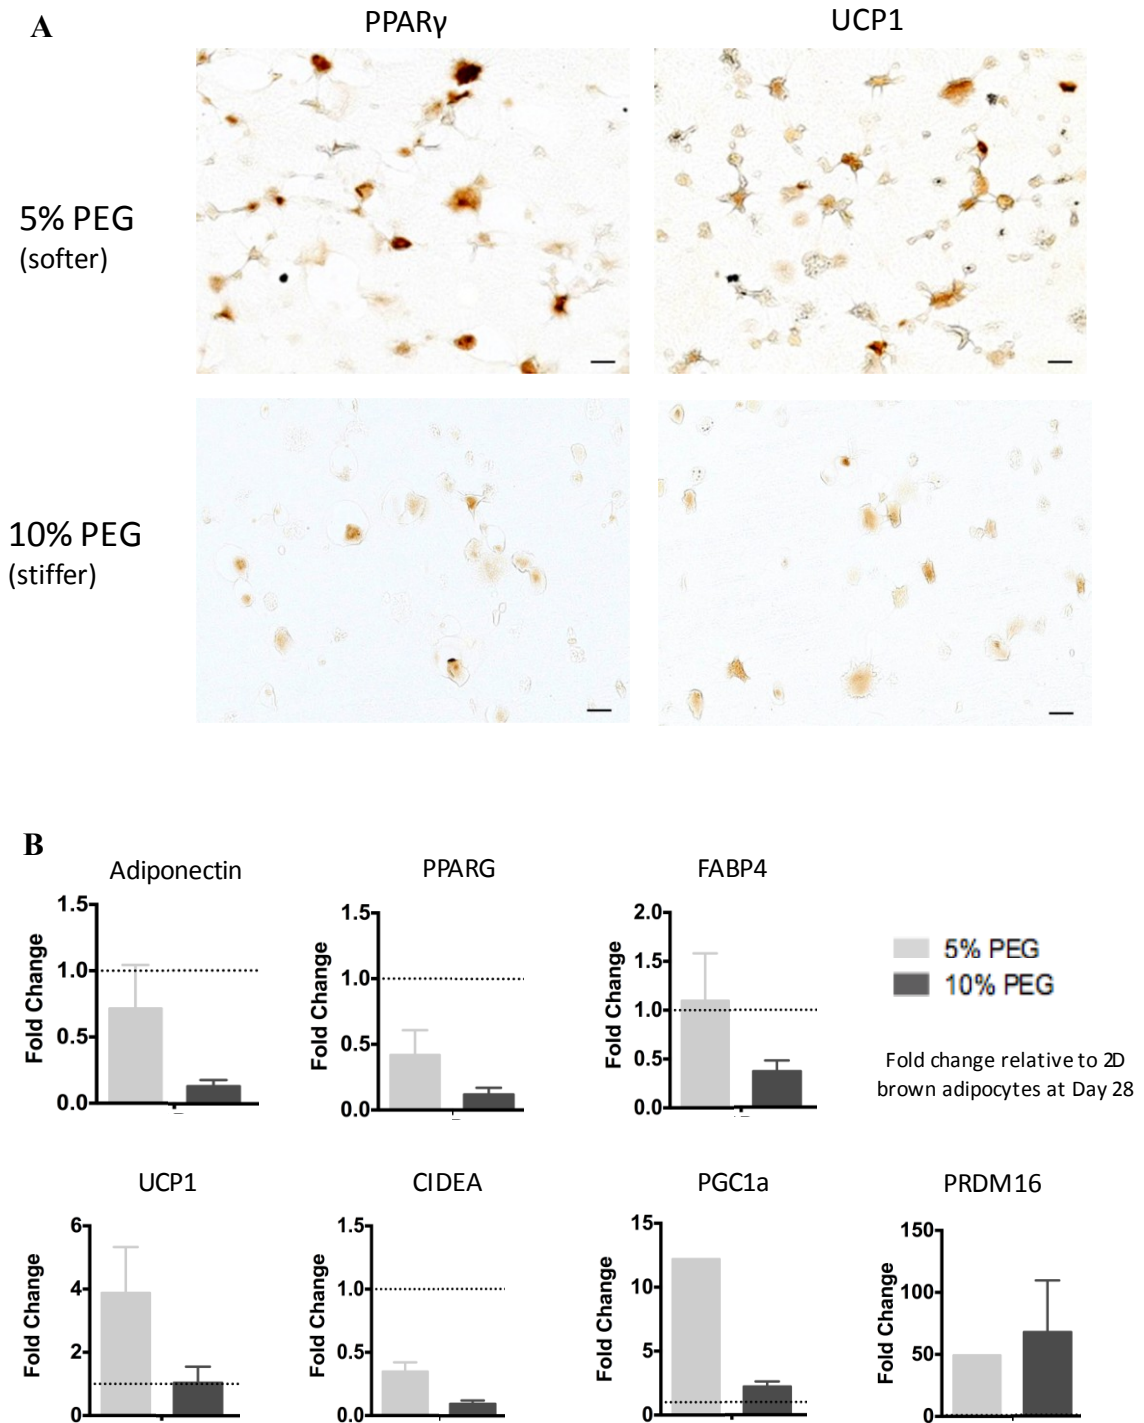 A
PPARγ
UCP1
5% PEG
(softer)
10% PEG
(stiffer)
B
Adiponectin
PPARG
FABP4
Fold Change
1.5
1.0
0.5
0.0
Fold Change
1.5
1.0
0.5
0.0
Fold Change
2.0
1.5
1.0
0.5
0.0
5% PEG
10% PEG
Fold change relative to 2D
brown adipocytes at Day 28
UCP1
CIDEA
PGC1a
PRDM16
Fold Change
6
4
2
0
Fold Change
1.5
1.0
0.5
0.0
Fold Change
15
10
5
0
Fold Change
150
100
50
0